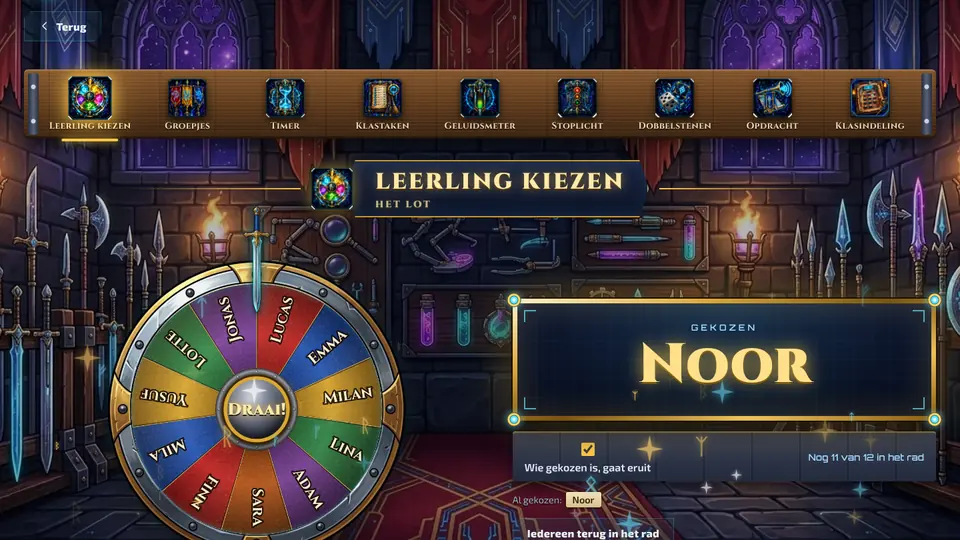 Terug
Leerling kiezen
Groepjes
Timer
Klastaken
Geluidsmeter
Stoplicht
Dobbelstenen
Opdracht
Klasindeling
LEERLING KIEZEN
HET LOT
Jonas
Lucas
Emma
Milan
Lina
Adam
Sara
Finn
Mila
Yusuf
Lotte
Draai!
GEKOZEN
Noor
Wie gekozen is, gaat eruit
Nog 11 van 12 in het rad
Al gekozen: Noor
Iedereen terug in het rad